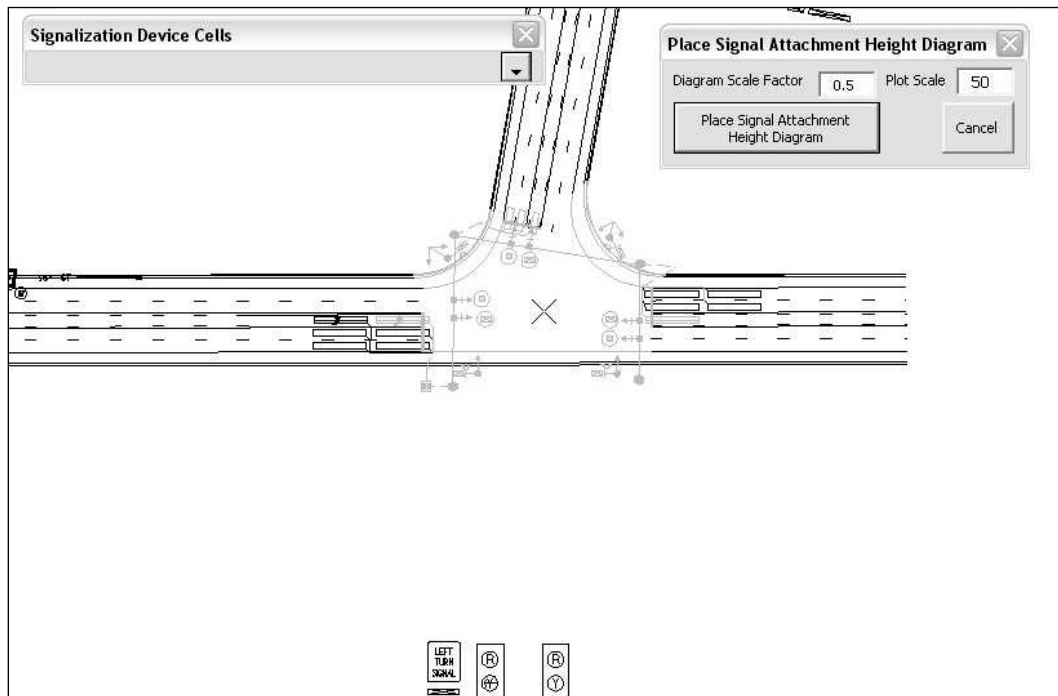 Signalization Device Cells
Place Signal Attachment Height Diagram
Diagram Scale Factor 0.5 Plot Scale 50
Place Signal Attachment
Height Diagram
Cancel
LEFT
TURN
SIGNAL
R
R
Y